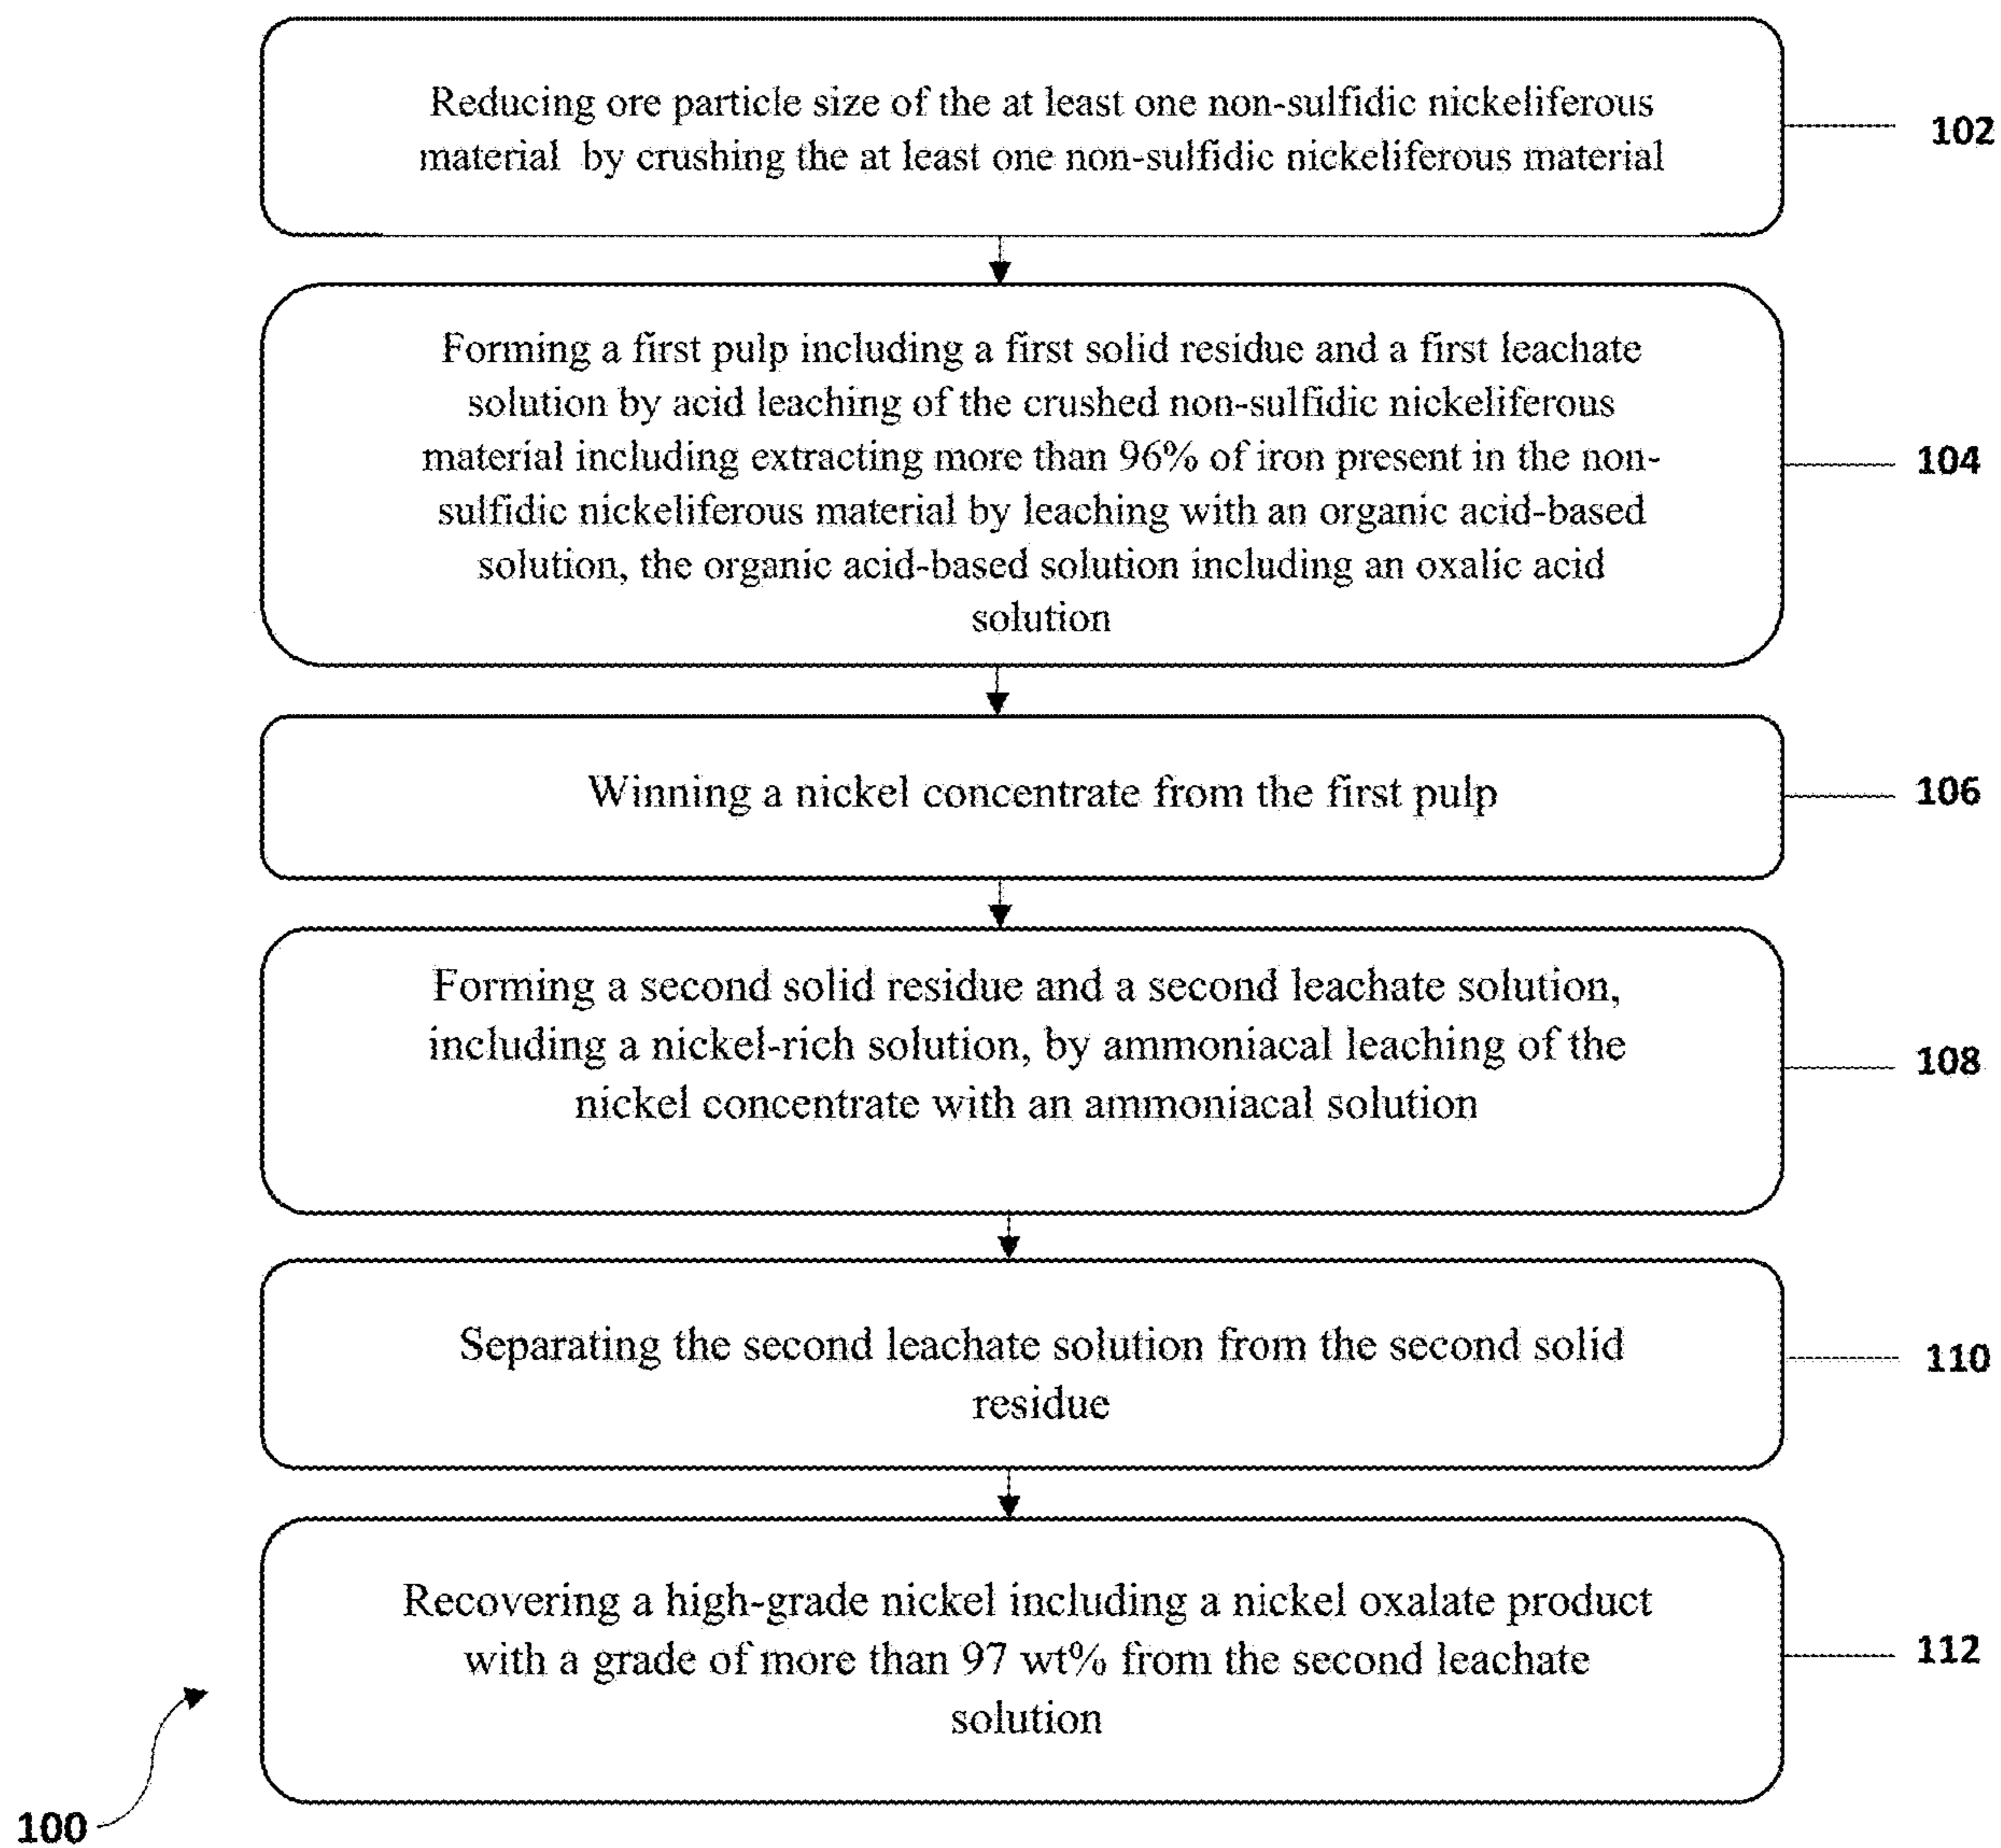 Reducing ore particle size of the at least one non-sulfidic nickeliferous
material by crushing the at least one non-sulfidic nickeliferous material
102
Forming a first pulp including a first solid residue and a first leachate
solution by acid leaching of the crushed non-sulfidic nickeliferous
material including extracting more than 96% of iron present in the non-
sulfidic nickeliferous material by leaching with an organic acid-based
solution, the organic acid-based solution including an oxalic acid
solution
104
Winning a nickel concentrate from the first pulp
106
Forming a second solid residue and a second leachate solution,
including a nickel-rich solution, by ammoniacal leaching of the
nickel concentrate with an ammoniacal solution
108
Separating the second leachate solution from the second solid
residue
110
Recovering a high-grade nickel including a nickel oxalate product
with a grade of more than 97 wt% from the second leachate
solution
112
100